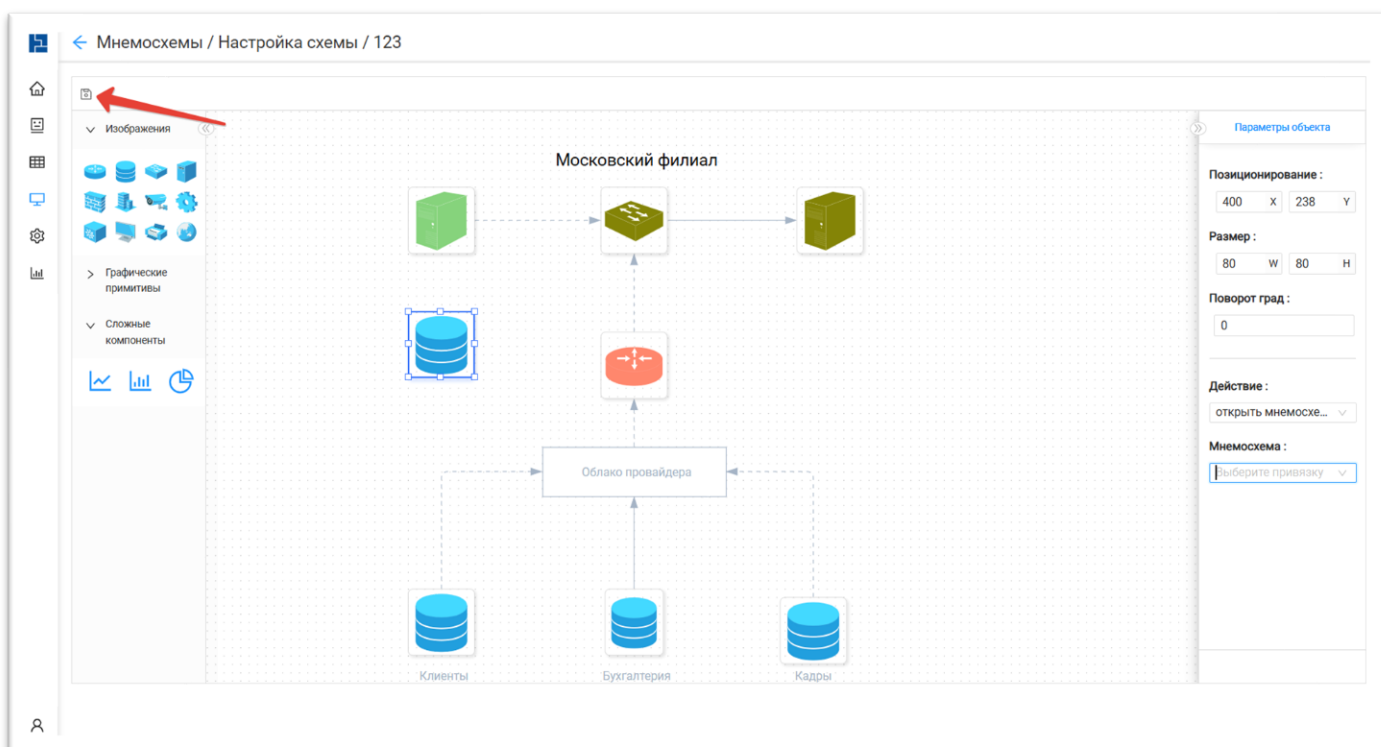 Мнемосхемы / Настройка схемы / 123
Изображения
Графические
примитивы
Сложные
компоненты
Московский филиал
Облако провайдера
Клиенты
Бухгалтерия
Кадры
Параметры объекта
Позиционирование :
400 X 238 Y
Размер :
80 W 80 H
Поворот град :
0
Действие :
открыть мнемосхе...
Мнемосхема :
Выберите привязку